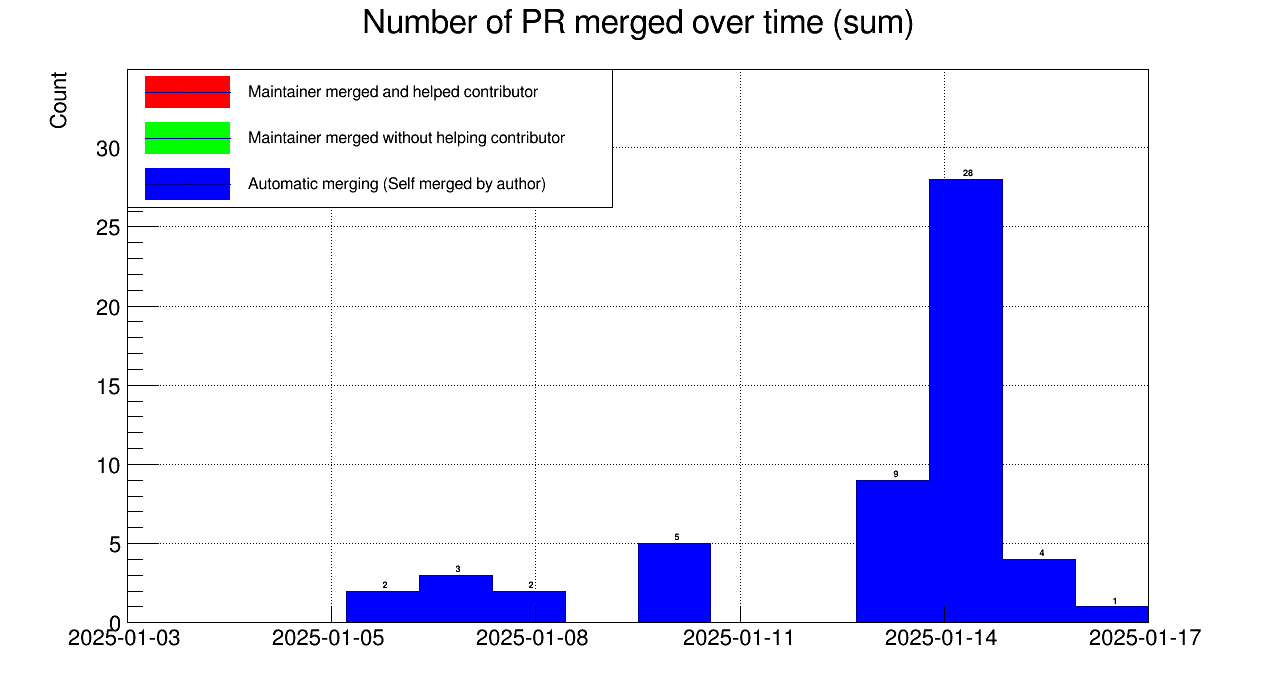 Number of PR merged over time (sum)
Count
Maintainer merged and helped contributor
Maintainer merged without helping contributor
Automatic merging (Self merged by author)
30
25
20
15
10
5
0
28
9
5
4
3
2
2
1
2025-01-03 2025-01-05 2025-01-08 2025-01-11 2025-01-14 2025-01-17